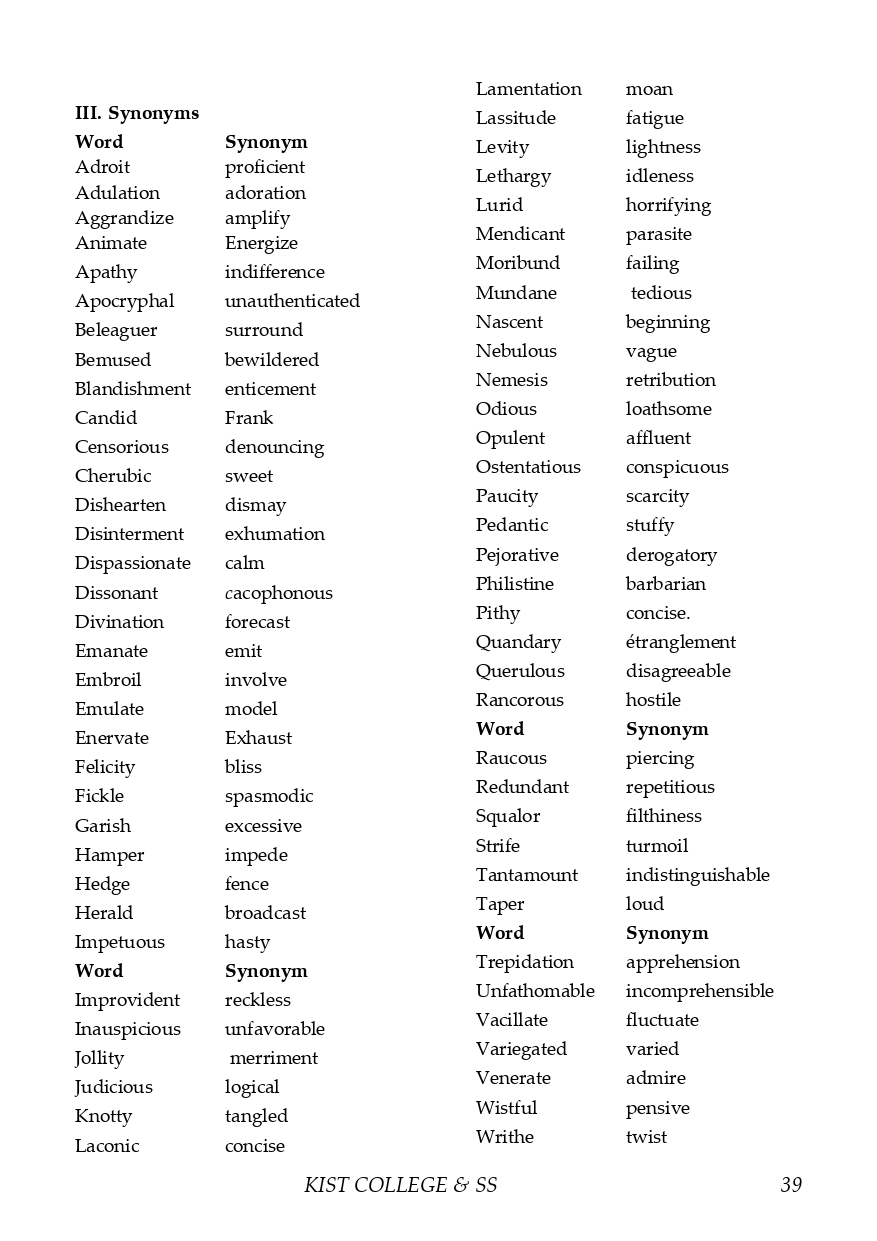 III. Synonyms
Word Synonym
Adroit proficient
Adulation adoration
Aggrandize amplify
Animate Energize
Apathy indifference
Apocryphal unauthenticated
Beleaguer surround
Bemused bewildered
Blandishment enticement
Candid Frank
Censorious denouncing
Cherubic sweet
Dishearten dismay
Disinterment exhumation
Dispassionate calm
Dissonant cacophonous
Divination forecast
Emanate emit
Embroil involve
Emulate model
Enervate Exhaust
Felicity bliss
Fickle spasmodic
Garish excessive
Hamper impede
Hedge fence
Herald broadcast
Impetuous hasty
Word Synonym
Improvident reckless
Inauspicious unfavorable
Jollity merriment
Judicious logical
Knotty tangled
Laconic concise
Lamentation moan
Lassitude fatigue
Levity lightness
Lethargy idleness
Lurid horrifying
Mendicant parasite
Moribund failing
Mundane tedious
Nascent beginning
Nebulous vague
Nemesis retribution
Odious loathsome
Opulent affluent
Ostentatious conspicuous
Paucity scarcity
Pedantic stuffy
Pejorative derogatory
Philistine barbarian
Pithy concise.
Quandary étranglement
Querulous disagreeable
Rancorous hostile
Word Synonym
Raucous piercing
Redundant repetitious
Squalor filthiness
Strife turmoil
Tantamount indistinguishable
Taper loud
Word Synonym
Trepidation apprehension
Unfathomable incomprehensible
Vacillate fluctuate
Variegated varied
Venerate admire
Wistful pensive
Writhe twist
KIST COLLEGE & SS 39